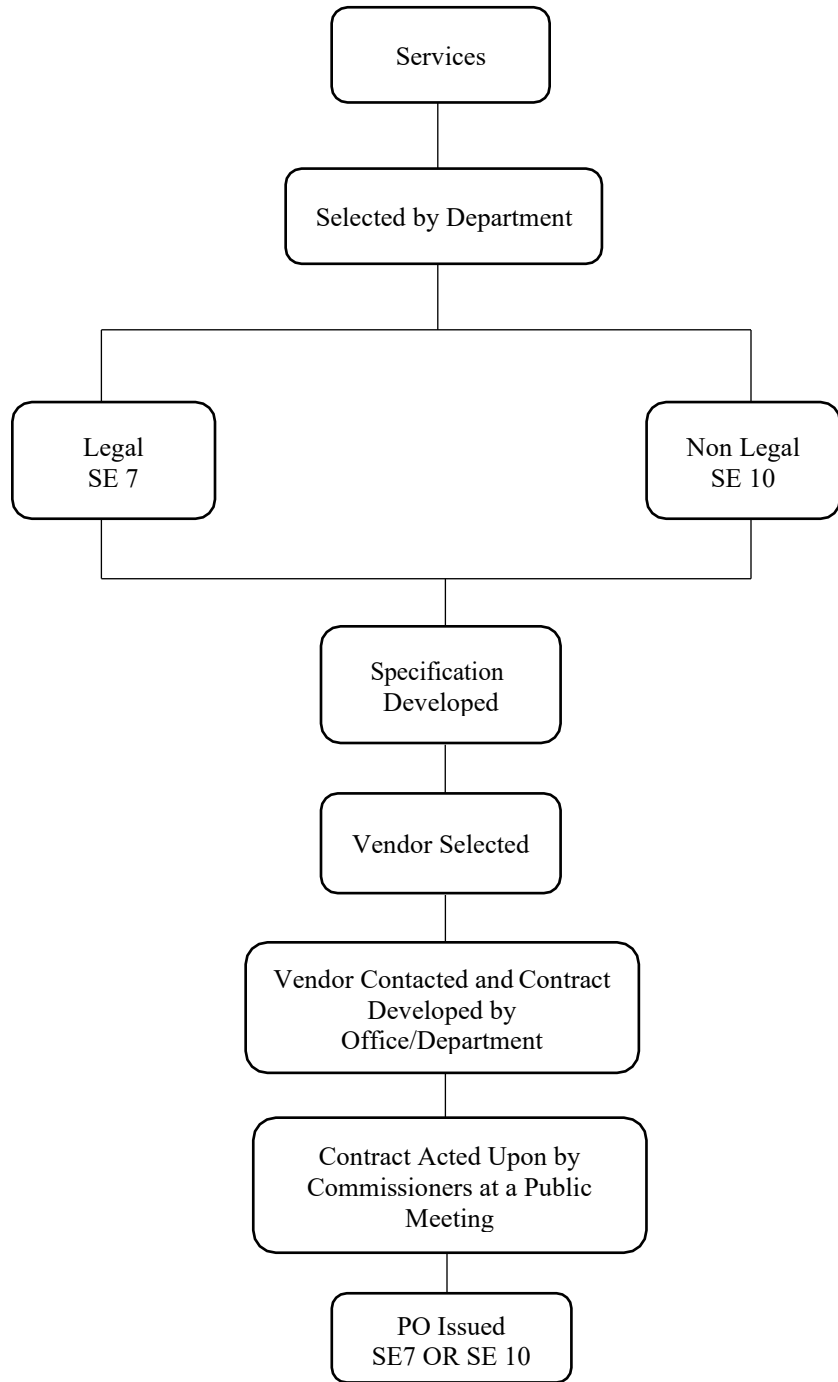 Services
Selected by Department
Legal
SE 7
Non Legal
SE 10
Specification
Developed
Vendor Selected
Vendor Contacted and Contract
Developed by
Office/Department
Contract Acted Upon by
Commissioners at a Public
Meeting
PO Issued
SE7 OR SE 10